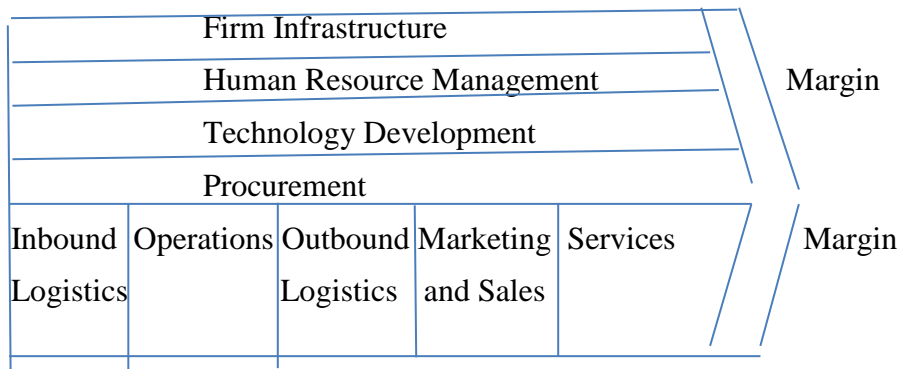 Firm Infrastructure
Human Resource Management Margin
Technology Development
Procurement
Inbound Operations Outbound Marketing Services Margin
Logistics Logistics and Sales